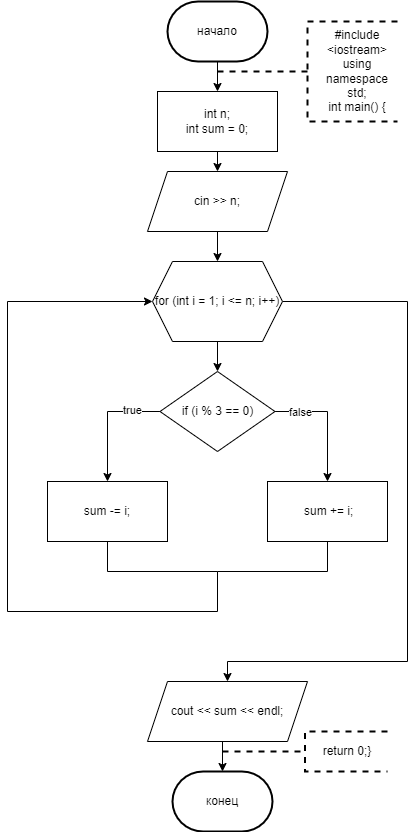 начало
#include
<iostream>
using
namespace
std;
int main() {
int n;
int sum = 0;
cin >> n;
for (int i = 1; i <= n; i++)
if (i % 3 == 0)
true
false
sum -= i;
sum += i;
cout << sum << endl;
return 0;}
конец